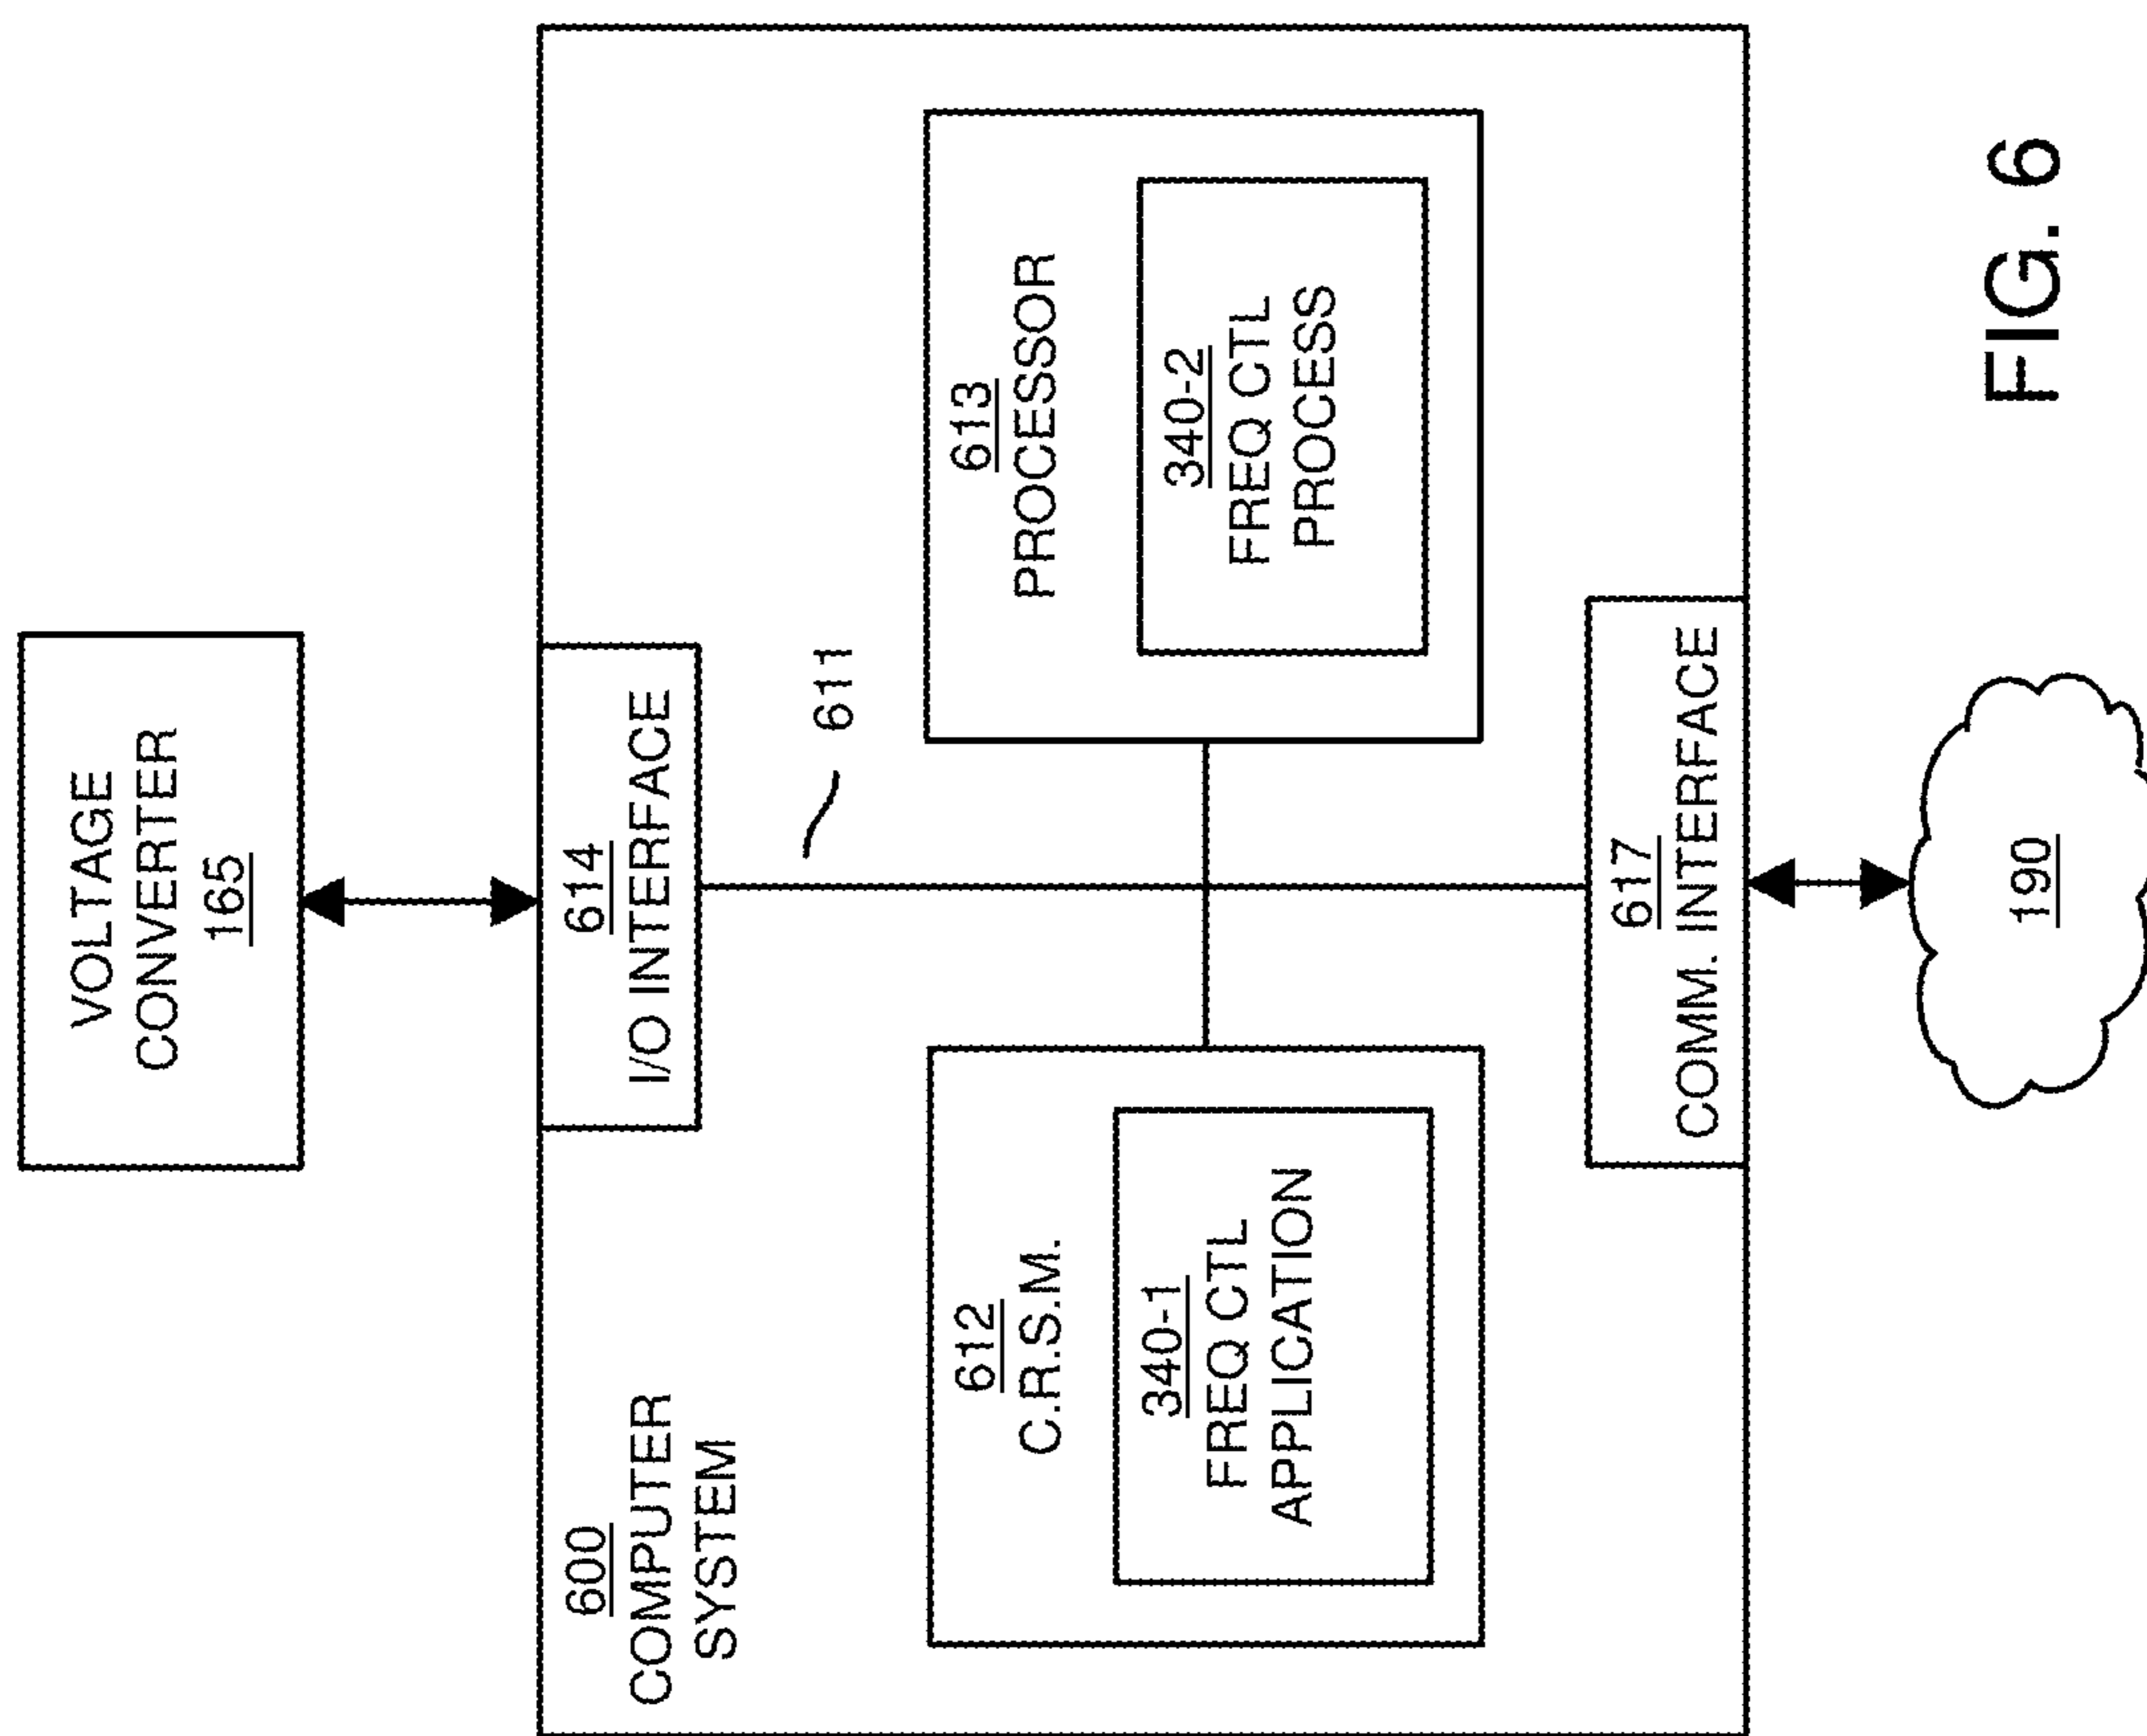 VOLTAGE
CONVERTER
165
600
COMPUTER
SYSTEM
614
I/O INTERFACE
611
612
C.R.S.M.
340-1
FREQ CTL
APPLICATION
613
PROCESSOR
340-2
FREQ CTL
PROCESS
617
COMM. INTERFACE
190
FIG. 6